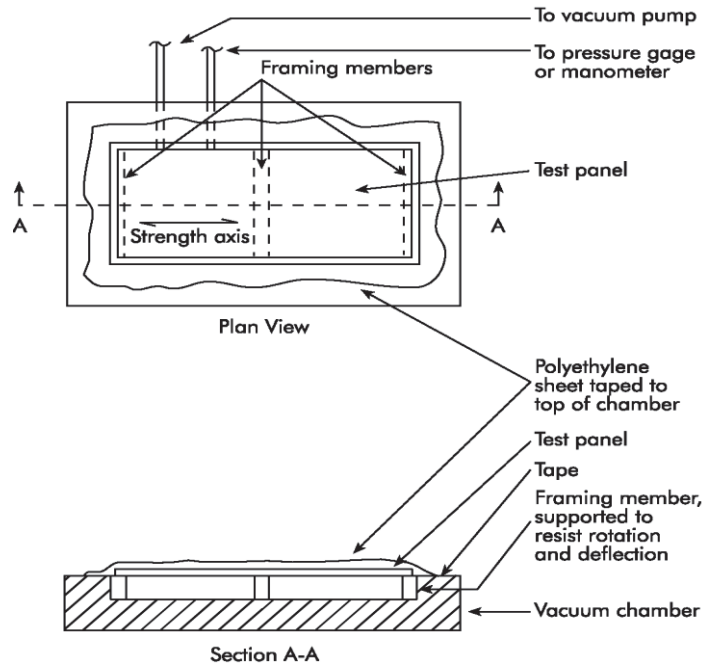 To vacuum pump
To pressure gage
or manometer
Framing members
Test panel
A
A
Strength axis
Plan View
Polyethylene
sheet taped to
top of chamber
Test panel
Tape
Framing member,
supported to
resist rotation
and deflection
Vacuum chamber
Section A-A